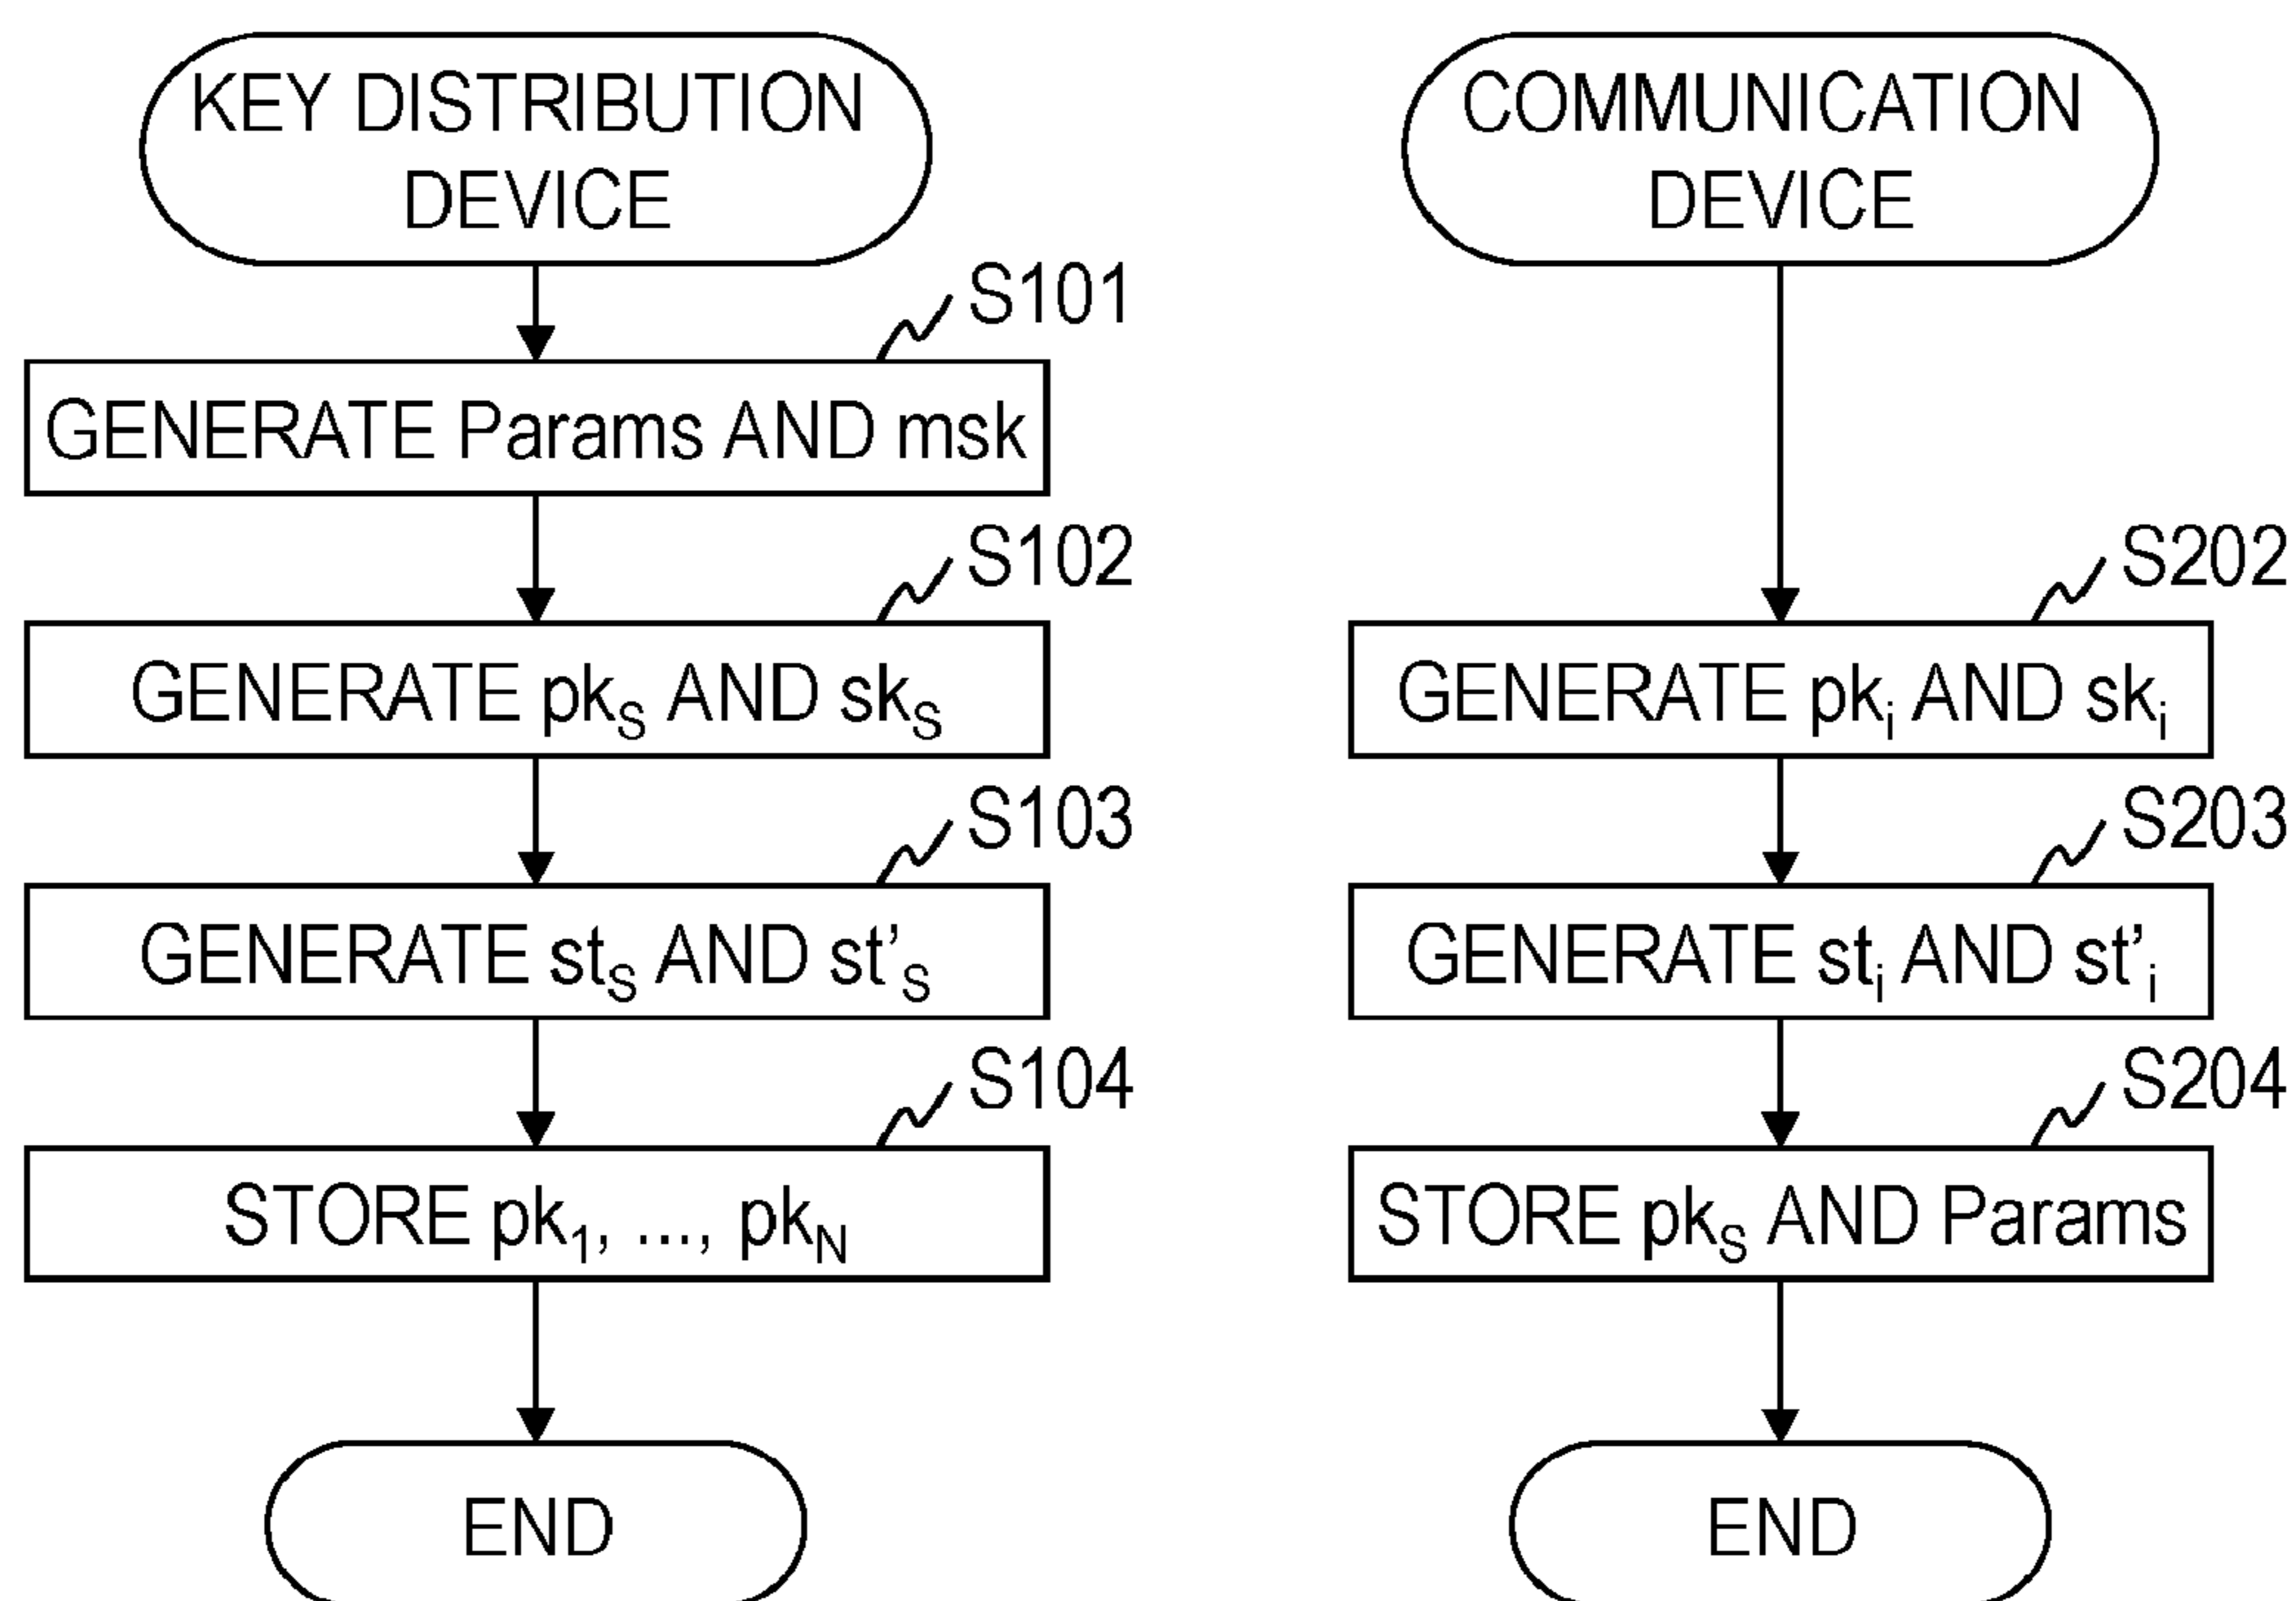 KEY DISTRIBUTION
DEVICE
S101
GENERATE Params AND msk
S102
GENERATE pkS AND skS
S103
GENERATE stS AND st’S
S104
STORE pk1, ..., pkN
END
COMMUNICATION
DEVICE
S202
GENERATE pki AND ski
S203
GENERATE sti AND st’i
S204
STORE pkS AND Params
END